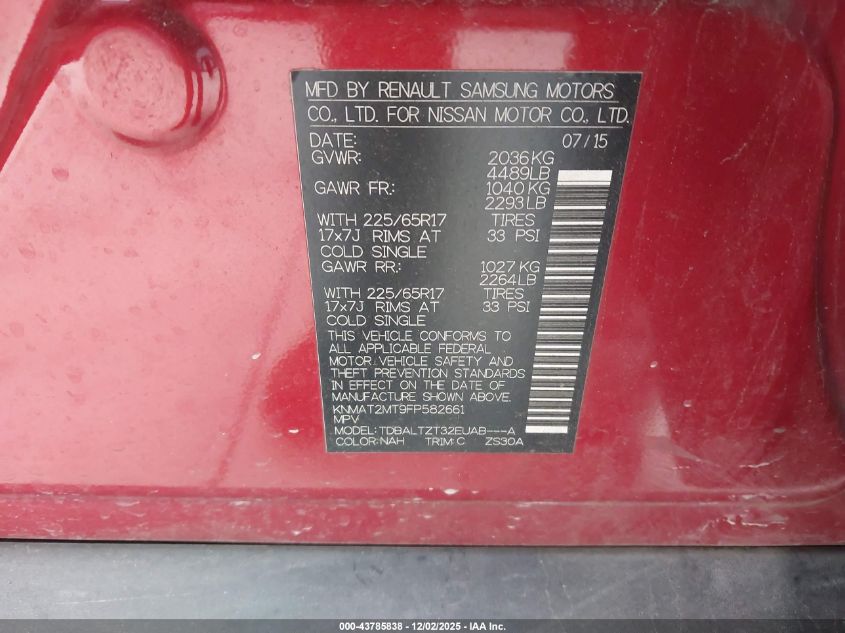 MFD BY RENAULT SAMSUNG MOTORS
CO., LTD. FOR NISSAN MOTOR CO., LTD.
DATE: 07/15
GVWR: 2036KG
4489LB
GAWR FR: 1040 KG
2293LB
WITH 225/65R17 TIRES
17x7J RIMS AT 33 PSI
COLD SINGLE
GAWR RR.: 1027 KG
2264LB
WITH 225/65R17 TIRES
17x7J RIMS AT 33 PSI
COLD SINGLE
THIS VEHICLE CONFORMS TO
ALL APPLICABLE FEDERAL
MOTOR VEHICLE SAFETY AND
THEFT PREVENTION STANDARDS
IN EFFECT ON THE DATE OF
MANUFACTURE SHOWN ABOVE.
KNMAT2MT9FP582661
MPV
MODEL: TDBALTZT32EUAB---A
COLOR: NAH TRIM: C ZS30A
000-43785838 - 12/02/2025 - IAA Inc.